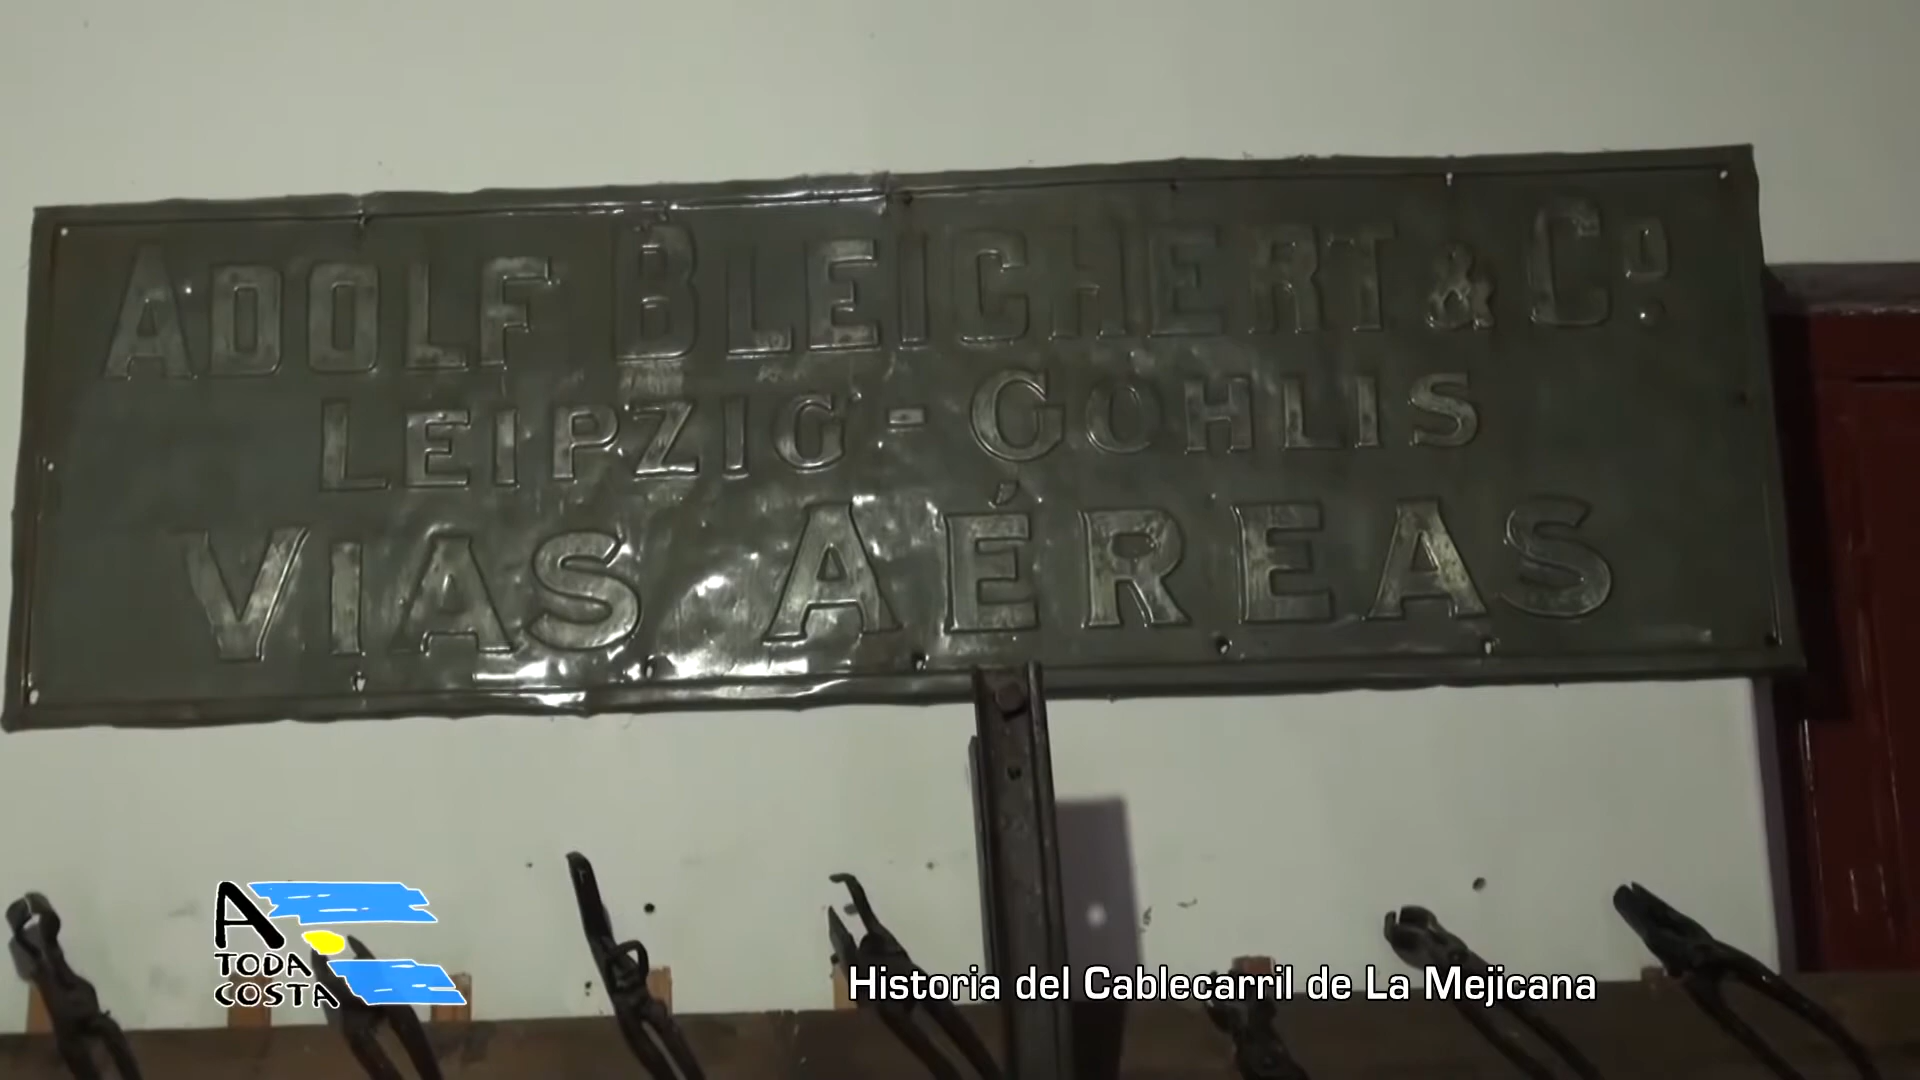 ADOLF BLEICHERT & Co.
LEIPZIG - GOHLIS
VIAS AÉREAS
A
TODA
COSTA
Historia del Cablecarril de La Mejicana